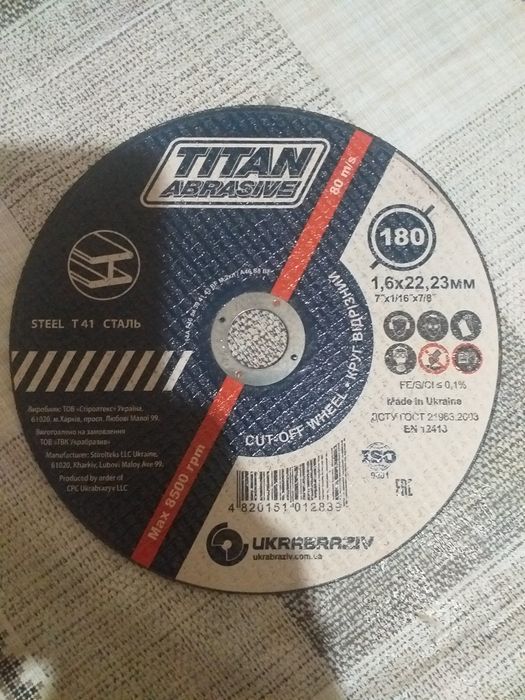 TITAN
ABRASIVE
80 m/s
180
1,6x22,23мм
7"x1/16"x7/8"
STEEL T 41 СТАЛЬ
FE/S/Cl ≤ 0,1%
Made in Ukraine
ДСТУ ГОСТ 21963:2003
EN 12413
ISO
9001
EAC
CUT-OFF WHEEL • КРУГ ВІДРІЗНИЙ
Max 8500 rpm
Виробник: ТОВ «Стіролтекс» Україна,
61020, м.Харків, просп. Любові Малої 99.
Виготовлено на замовлення
ТОВ «ГВК Украбразив»
Manufacturer: Stirolteks LLC Ukraine,
61020, Kharkiv, Lubovi Maloy Ave 99.
Produced by order of
CPC Ukrabrazyv LLC
4 820151 012839
UKRABRAZIV
ukrabraziv.com.ua